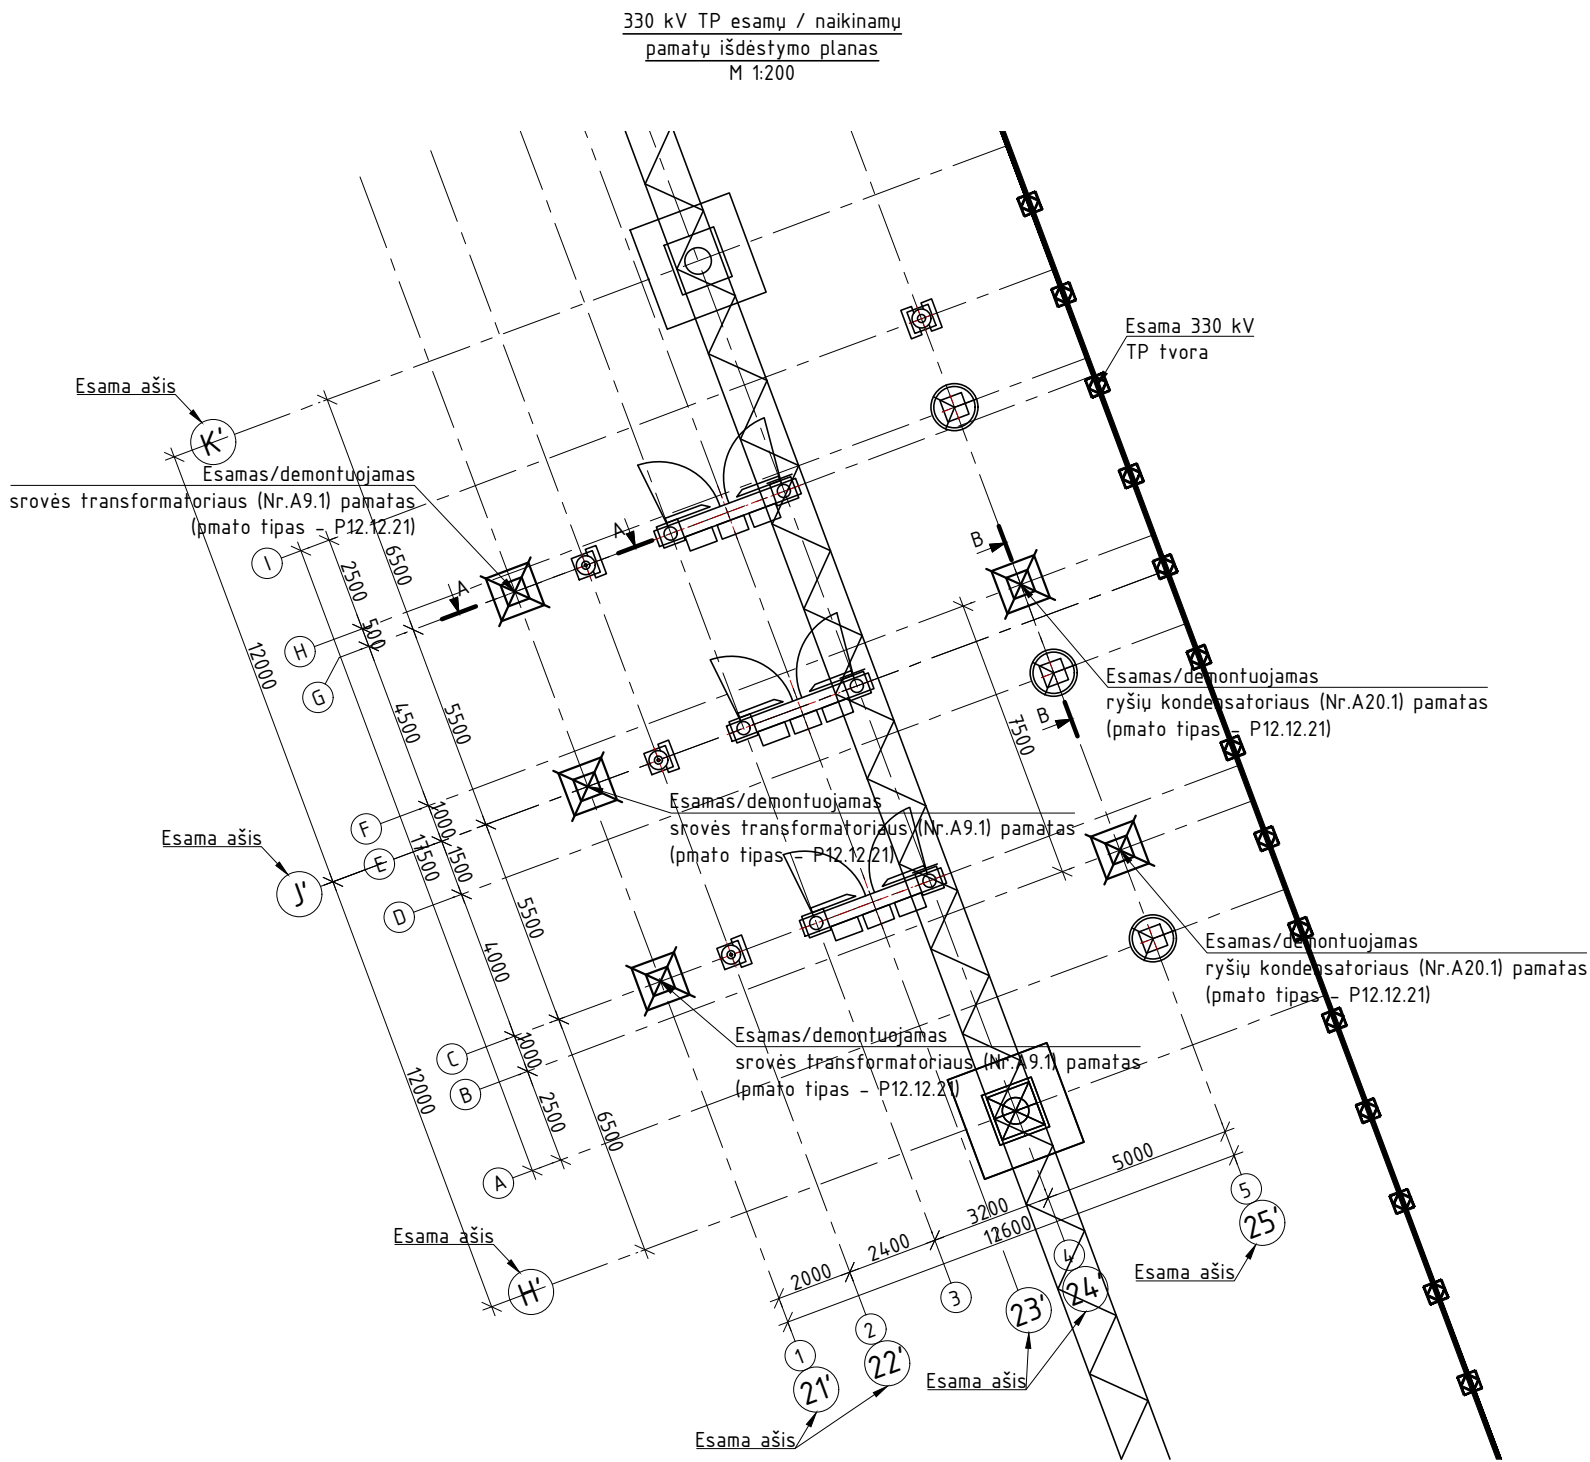 330 kV TP esamų / naikinamų
pamatų išdėstymo planas
M 1:200
Esama 330 kV
TP tvora
Esama ašis
K'
Esamas/demontuojamas
srovės transformatoriaus (Nr.A9.1) pamatas
(pmato tipas - P12.12.21)
A
A
B
B
I
H
G
F
E
D
C
B
A
2500
500
4500
1000
1500
4000
1000
2500
17500
6500
5500
5500
6500
12000
12000
7500
Esamas/demontuojamas
ryšių kondensatoriaus (Nr.A20.1) pamatas
(pmato tipas - P12.12.21)
Esamas/demontuojamas
srovės transformatoriaus (Nr.A9.1) pamatas
(pmato tipas - P12.12.21)
Esama ašis
J'
Esamas/demontuojamas
ryšių kondensatoriaus (Nr.A20.1) pamatas
(pmato tipas - P12.12.21)
Esamas/demontuojamas
srovės transformatoriaus (Nr.A9.1) pamatas
(pmato tipas - P12.12.21)
Esama ašis
H'
2000
2400
3200
5000
12600
1
2
3
4
5
21'
22'
23'
24'
25'
Esama ašis
Esama ašis
Esama ašis